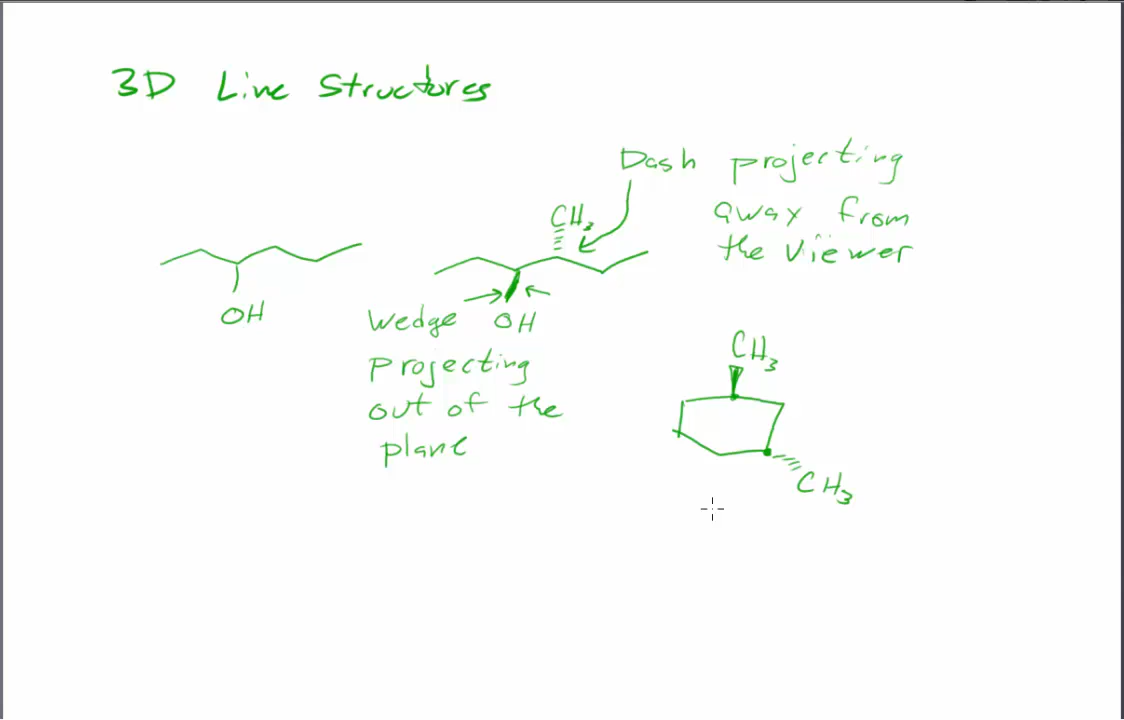 3D Line Structures
Dash projecting
away from
the viewer
CH3
OH
Wedge OH
Projecting
out of the
plane
CH3
CH3